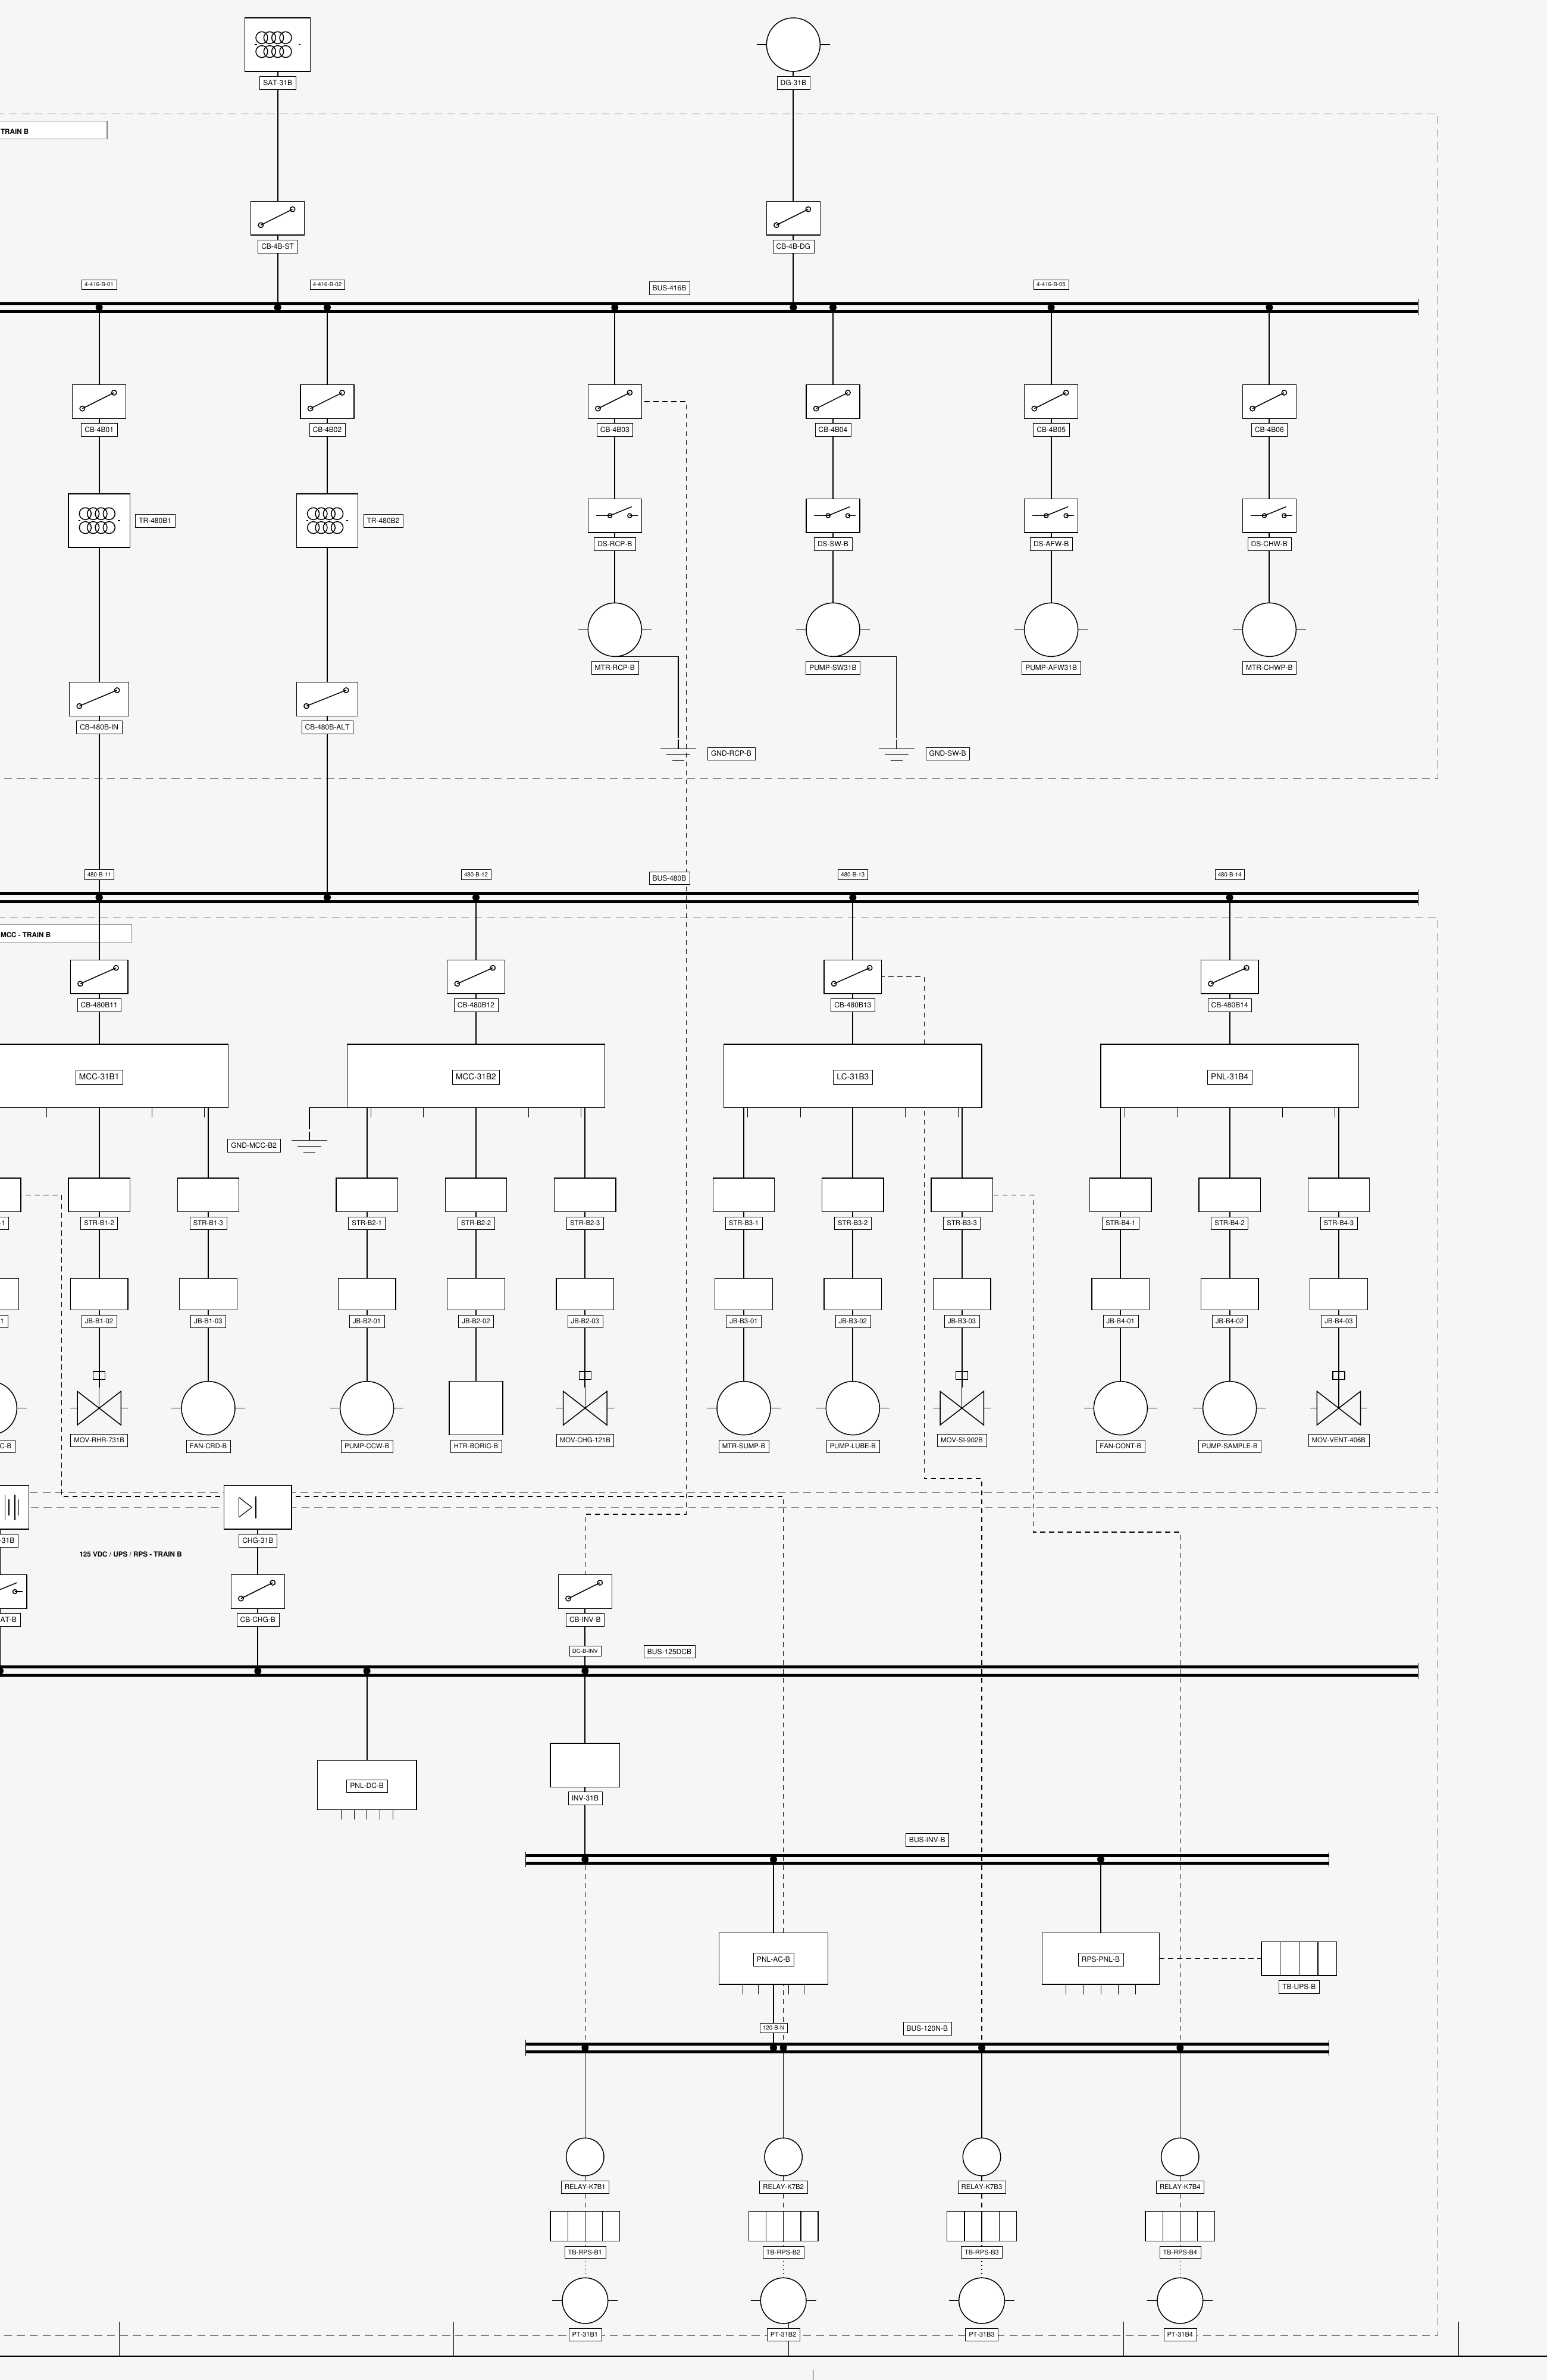 SAT-31B
DG-31B
TRAIN B
CB-4B-ST
CB-4B-DG
4-416-B-01
4-416-B-02
BUS-416B
4-416-B-05
CB-4B01
CB-4B02
CB-4B03
CB-4B04
CB-4B05
CB-4B06
TR-480B1
TR-480B2
DS-RCP-B
DS-SW-B
DS-AFW-B
DS-CHW-B
MTR-RCP-B
PUMP-SW31B
PUMP-AFW31B
MTR-CHWP-B
CB-480B-IN
CB-480B-ALT
GND-RCP-B
GND-SW-B
480-B-11
480-B-12
BUS-480B
480-B-13
480-B-14
MCC - TRAIN B
CB-480B11
CB-480B12
CB-480B13
CB-480B14
MCC-31B1
MCC-31B2
LC-31B3
PNL-31B4
GND-MCC-B2
-1
STR-B1-2
STR-B1-3
STR-B2-1
STR-B2-2
STR-B2-3
STR-B3-1
STR-B3-2
STR-B3-3
STR-B4-1
STR-B4-2
STR-B4-3
1
JB-B1-02
JB-B1-03
JB-B2-01
JB-B2-02
JB-B2-03
JB-B3-01
JB-B3-02
JB-B3-03
JB-B4-01
JB-B4-02
JB-B4-03
C-B
MOV-RHR-731B
FAN-CRD-B
PUMP-CCW-B
HTR-BORIC-B
MOV-CHG-121B
MTR-SUMP-B
PUMP-LUBE-B
MOV-SI-902B
FAN-CONT-B
PUMP-SAMPLE-B
MOV-VENT-406B
-31B
CHG-31B
125 VDC / UPS / RPS - TRAIN B
AT-B
CB-CHG-B
CB-INV-B
DC-B-INV
BUS-125DCB
PNL-DC-B
INV-31B
BUS-INV-B
PNL-AC-B
RPS-PNL-B
TB-UPS-B
120-B-N
BUS-120N-B
RELAY-K7B1
RELAY-K7B2
RELAY-K7B3
RELAY-K7B4
TB-RPS-B1
TB-RPS-B2
TB-RPS-B3
TB-RPS-B4
PT-31B1
PT-31B2
PT-31B3
PT-31B4